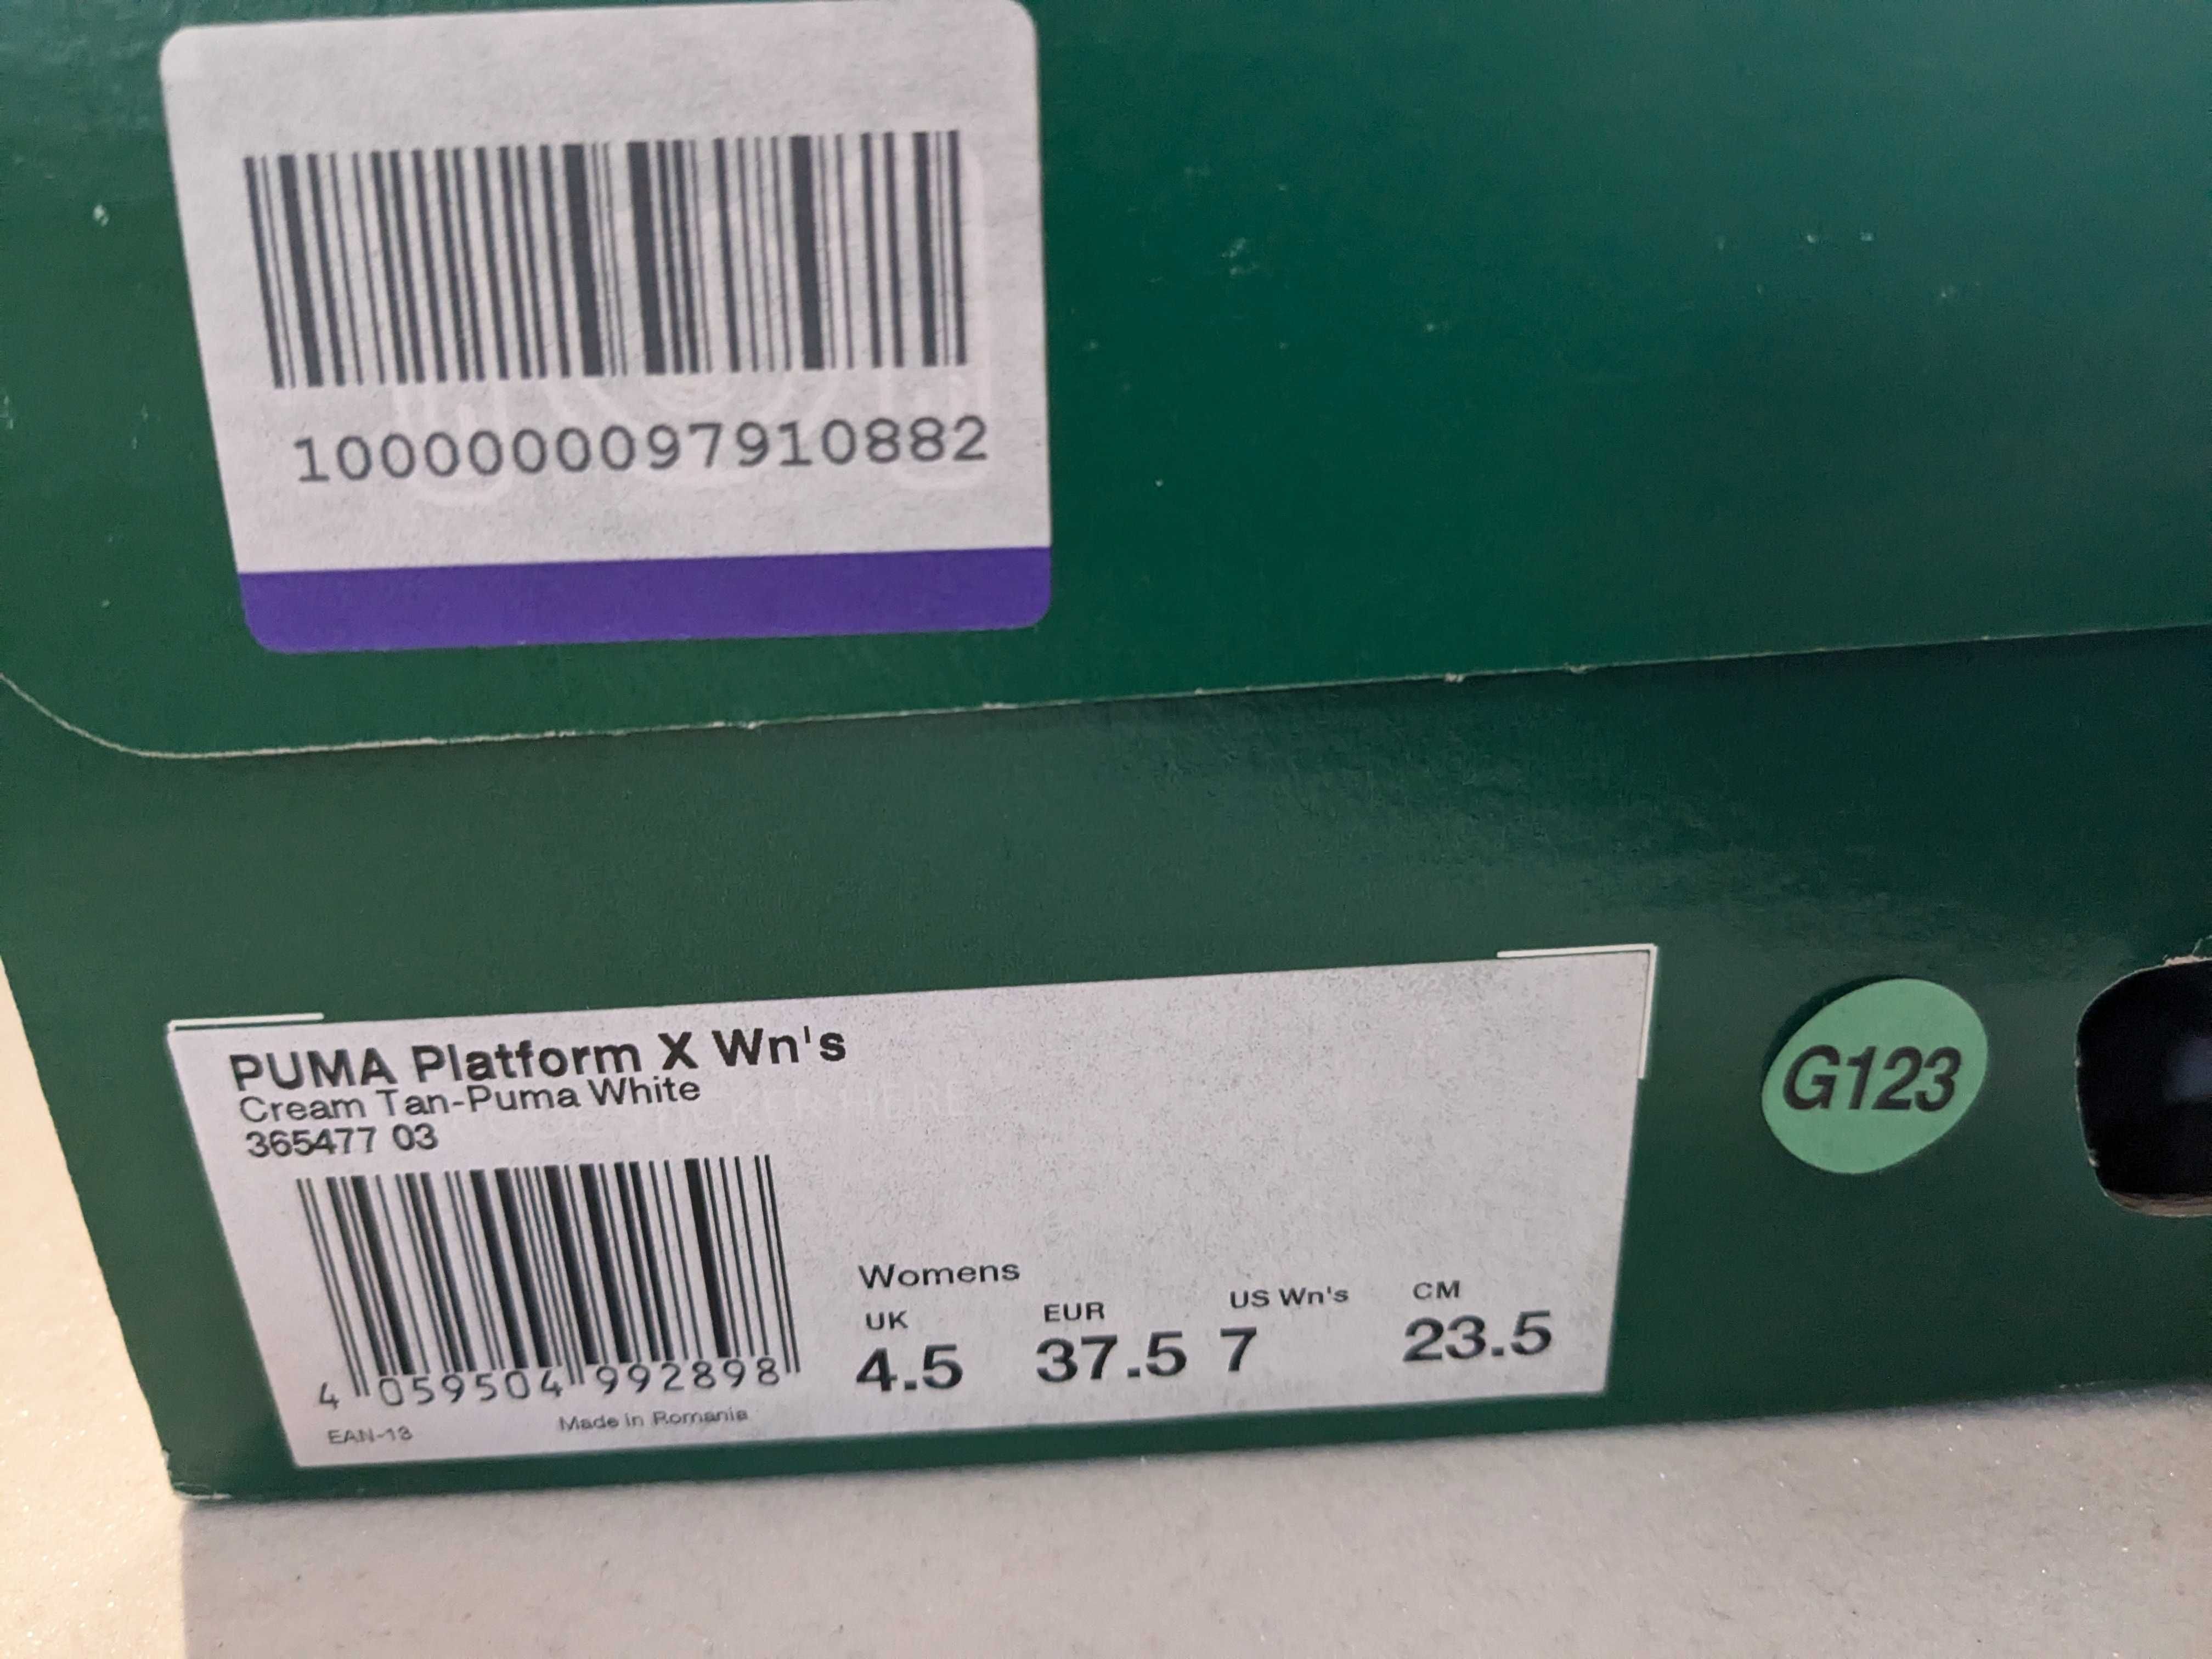 1000000097910882
PUMA Platform X Wn's
Cream Tan-Puma White
365477 03
4 059504 992898
EAN-13
Made in Romania
Womens
UK EUR US Wn's CM
4.5 37.5 7 23.5
G123